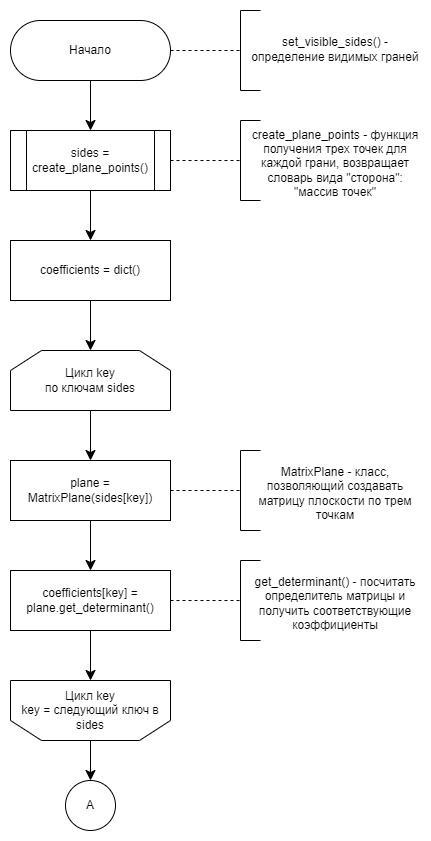 Начало
set_visible_sides() -
определение видимых граней
sides =
create_plane_points()
create_plane_points - функция
получения трех точек для
каждой грани, возвращает
словарь вида "сторона":
"массив точек"
coefficients = dict()
Цикл key
по ключам sides
plane =
MatrixPlane(sides[key])
MatrixPlane - класс,
позволяющий создавать
матрицу плоскости по трем
точкам
coefficients[key] =
plane.get_determinant()
get_determinant() - посчитать
определитель матрицы и
получить соответствующие
коэффициенты
Цикл key
key = следующий ключ в
sides
A